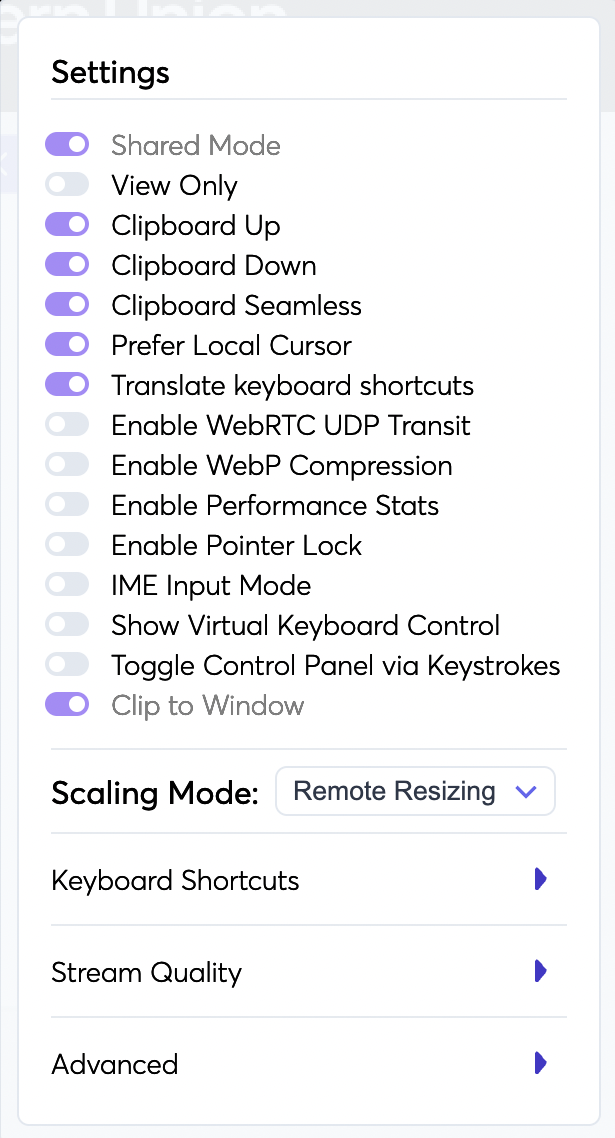 Settings
Shared Mode
View Only
Clipboard Up
Clipboard Down
Clipboard Seamless
Prefer Local Cursor
Translate keyboard shortcuts
Enable WebRTC UDP Transit
Enable WebP Compression
Enable Performance Stats
Enable Pointer Lock
IME Input Mode
Show Virtual Keyboard Control
Toggle Control Panel via Keystrokes
Clip to Window
Scaling Mode: Remote Resizing
Keyboard Shortcuts
Stream Quality
Advanced